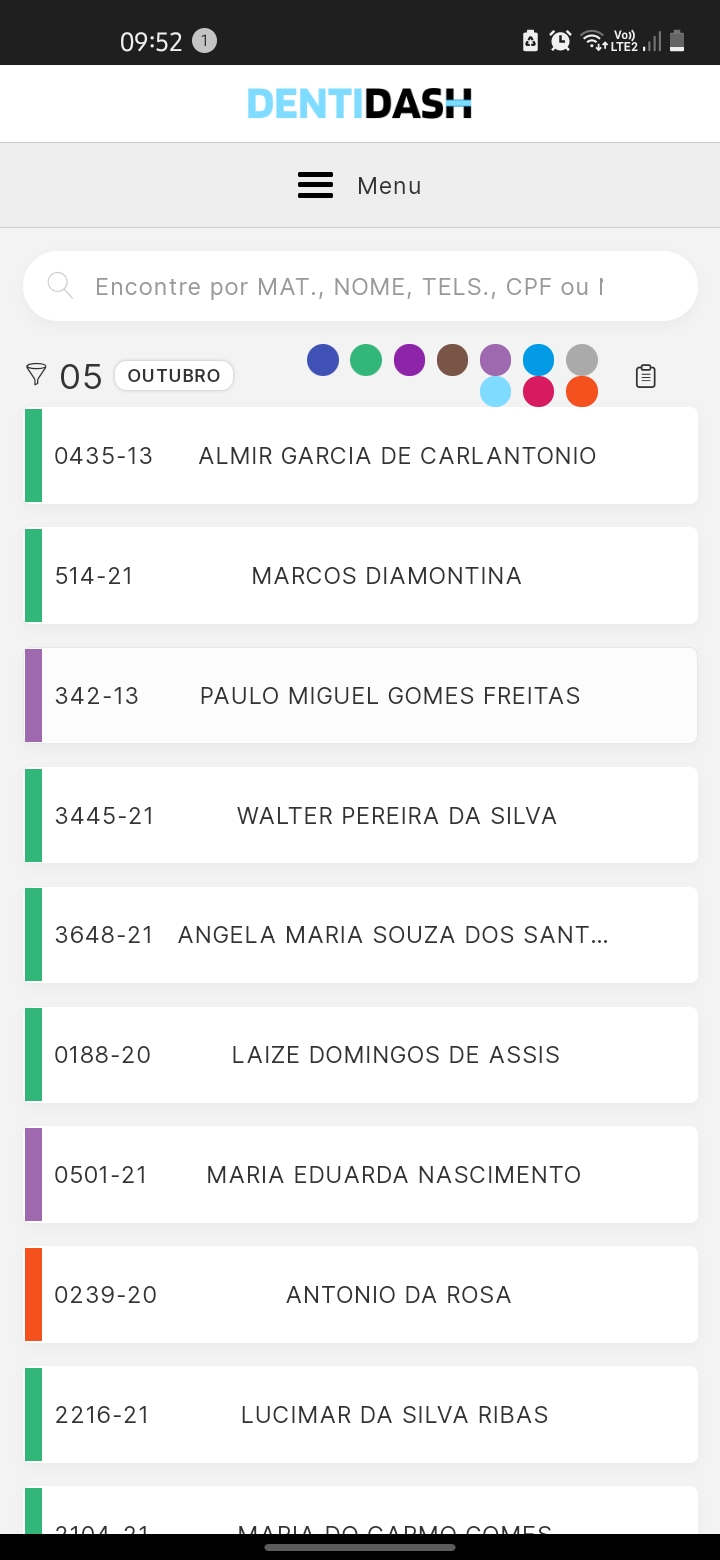 09:52 1 Vo)) LTE2
DENTIDASH
Menu
Encontre por MAT., NOME, TELS., CPF ou
05 OUTUBRO
0435-13 ALMIR GARCIA DE CARLANTONIO
514-21 MARCOS DIAMONTINA
342-13 PAULO MIGUEL GOMES FREITAS
3445-21 WALTER PEREIRA DA SILVA
3648-21 ANGELA MARIA SOUZA DOS SANT...
0188-20 LAIZE DOMINGOS DE ASSIS
0501-21 MARIA EDUARDA NASCIMENTO
0239-20 ANTONIO DA ROSA
2216-21 LUCIMAR DA SILVA RIBAS
2104-21 MARIA DO CARMO GOMES